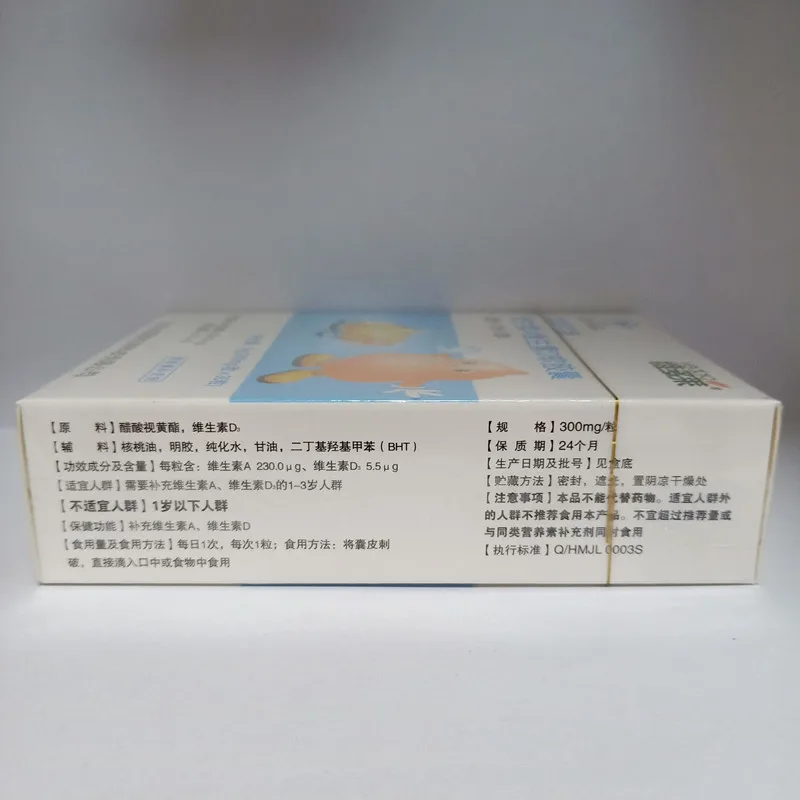 【原　　料】醋酸视黄酯，维生素D₃
【辅　　料】核桃油，明胶，纯化水，甘油，二丁基羟基甲苯（BHT）
【功效成分及含量】每粒含：维生素A 230.0μg、维生素D₃ 5.5μg
【适宜人群】需要补充维生素A、维生素D₃的1-3岁人群
【不适宜人群】1岁以下人群
【保健功能】补充维生素A、维生素D
【食用量及食用方法】每日1次，每次1粒；食用方法：将囊皮刺
破，直接滴入口中或食物中食用
【规　　格】300mg/粒
【保 质 期】24个月
【生产日期及批号】见盒底
【贮藏方法】密封，遮光，置阴凉干燥处
【注意事项】本品不能代替药物。适宜人群外
的人群不推荐食用本产品。不宜超过推荐量或
与同类营养素补充剂同时食用
【执行标准】Q/HMJL 0003S